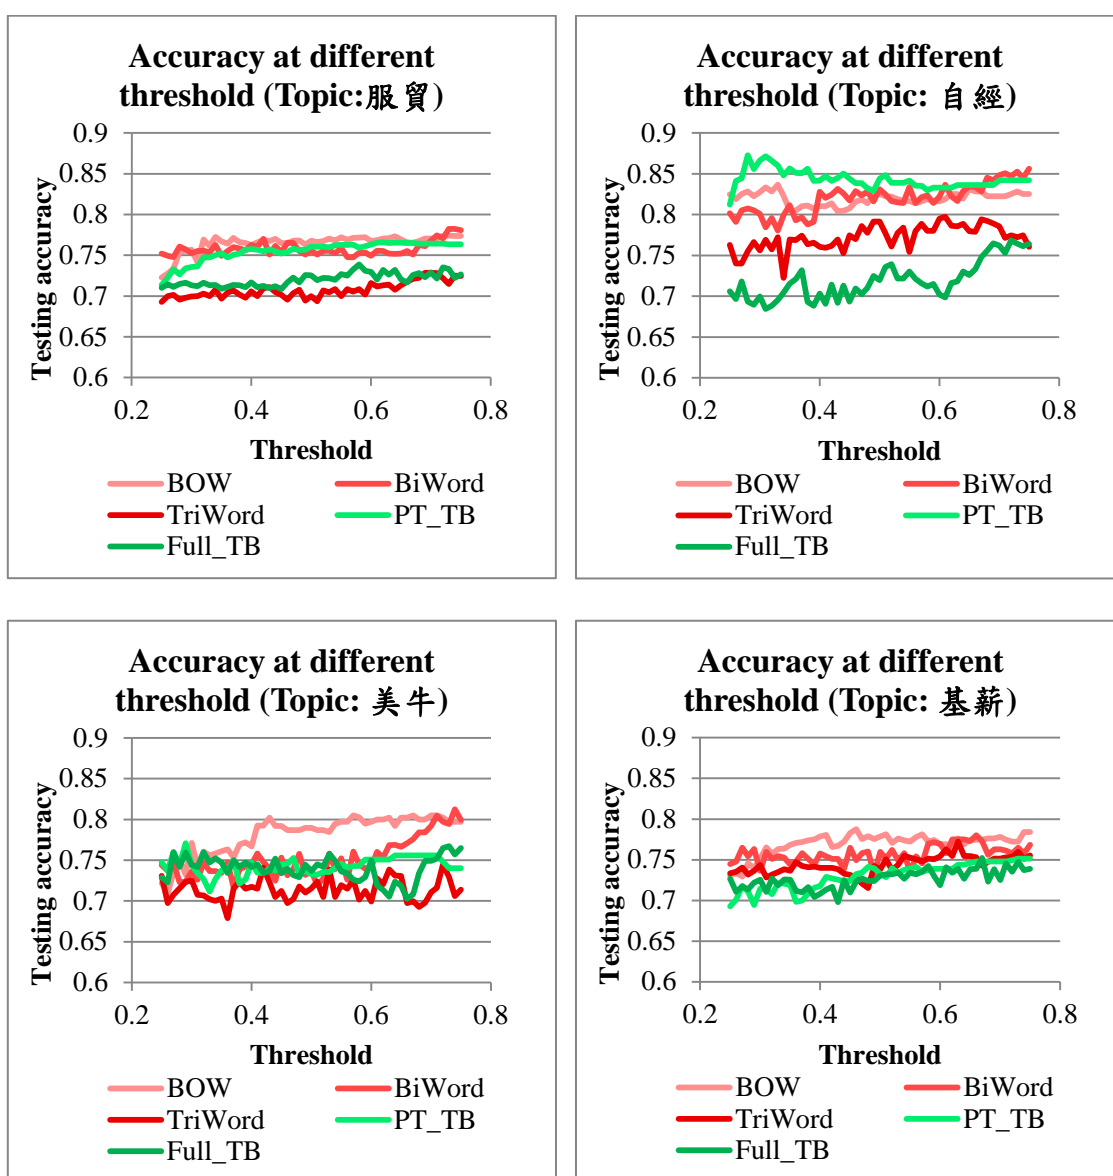 Accuracy at different
threshold (Topic:服貿)
Testing accuracy
0.9
0.85
0.8
0.75
0.7
0.65
0.6
0.2 0.4 0.6 0.8
Threshold
BOW BiWord
TriWord PT_TB
Full_TB
Accuracy at different
threshold (Topic: 自經)
Testing accuracy
0.9
0.85
0.8
0.75
0.7
0.65
0.6
0.2 0.4 0.6 0.8
Threshold
BOW BiWord
TriWord PT_TB
Full_TB
Accuracy at different
threshold (Topic: 美牛)
Testing accuracy
0.9
0.85
0.8
0.75
0.7
0.65
0.6
0.2 0.4 0.6 0.8
Threshold
BOW BiWord
TriWord PT_TB
Full_TB
Accuracy at different
threshold (Topic: 基薪)
Testing accuracy
0.9
0.85
0.8
0.75
0.7
0.65
0.6
0.2 0.4 0.6 0.8
Threshold
BOW BiWord
TriWord PT_TB
Full_TB